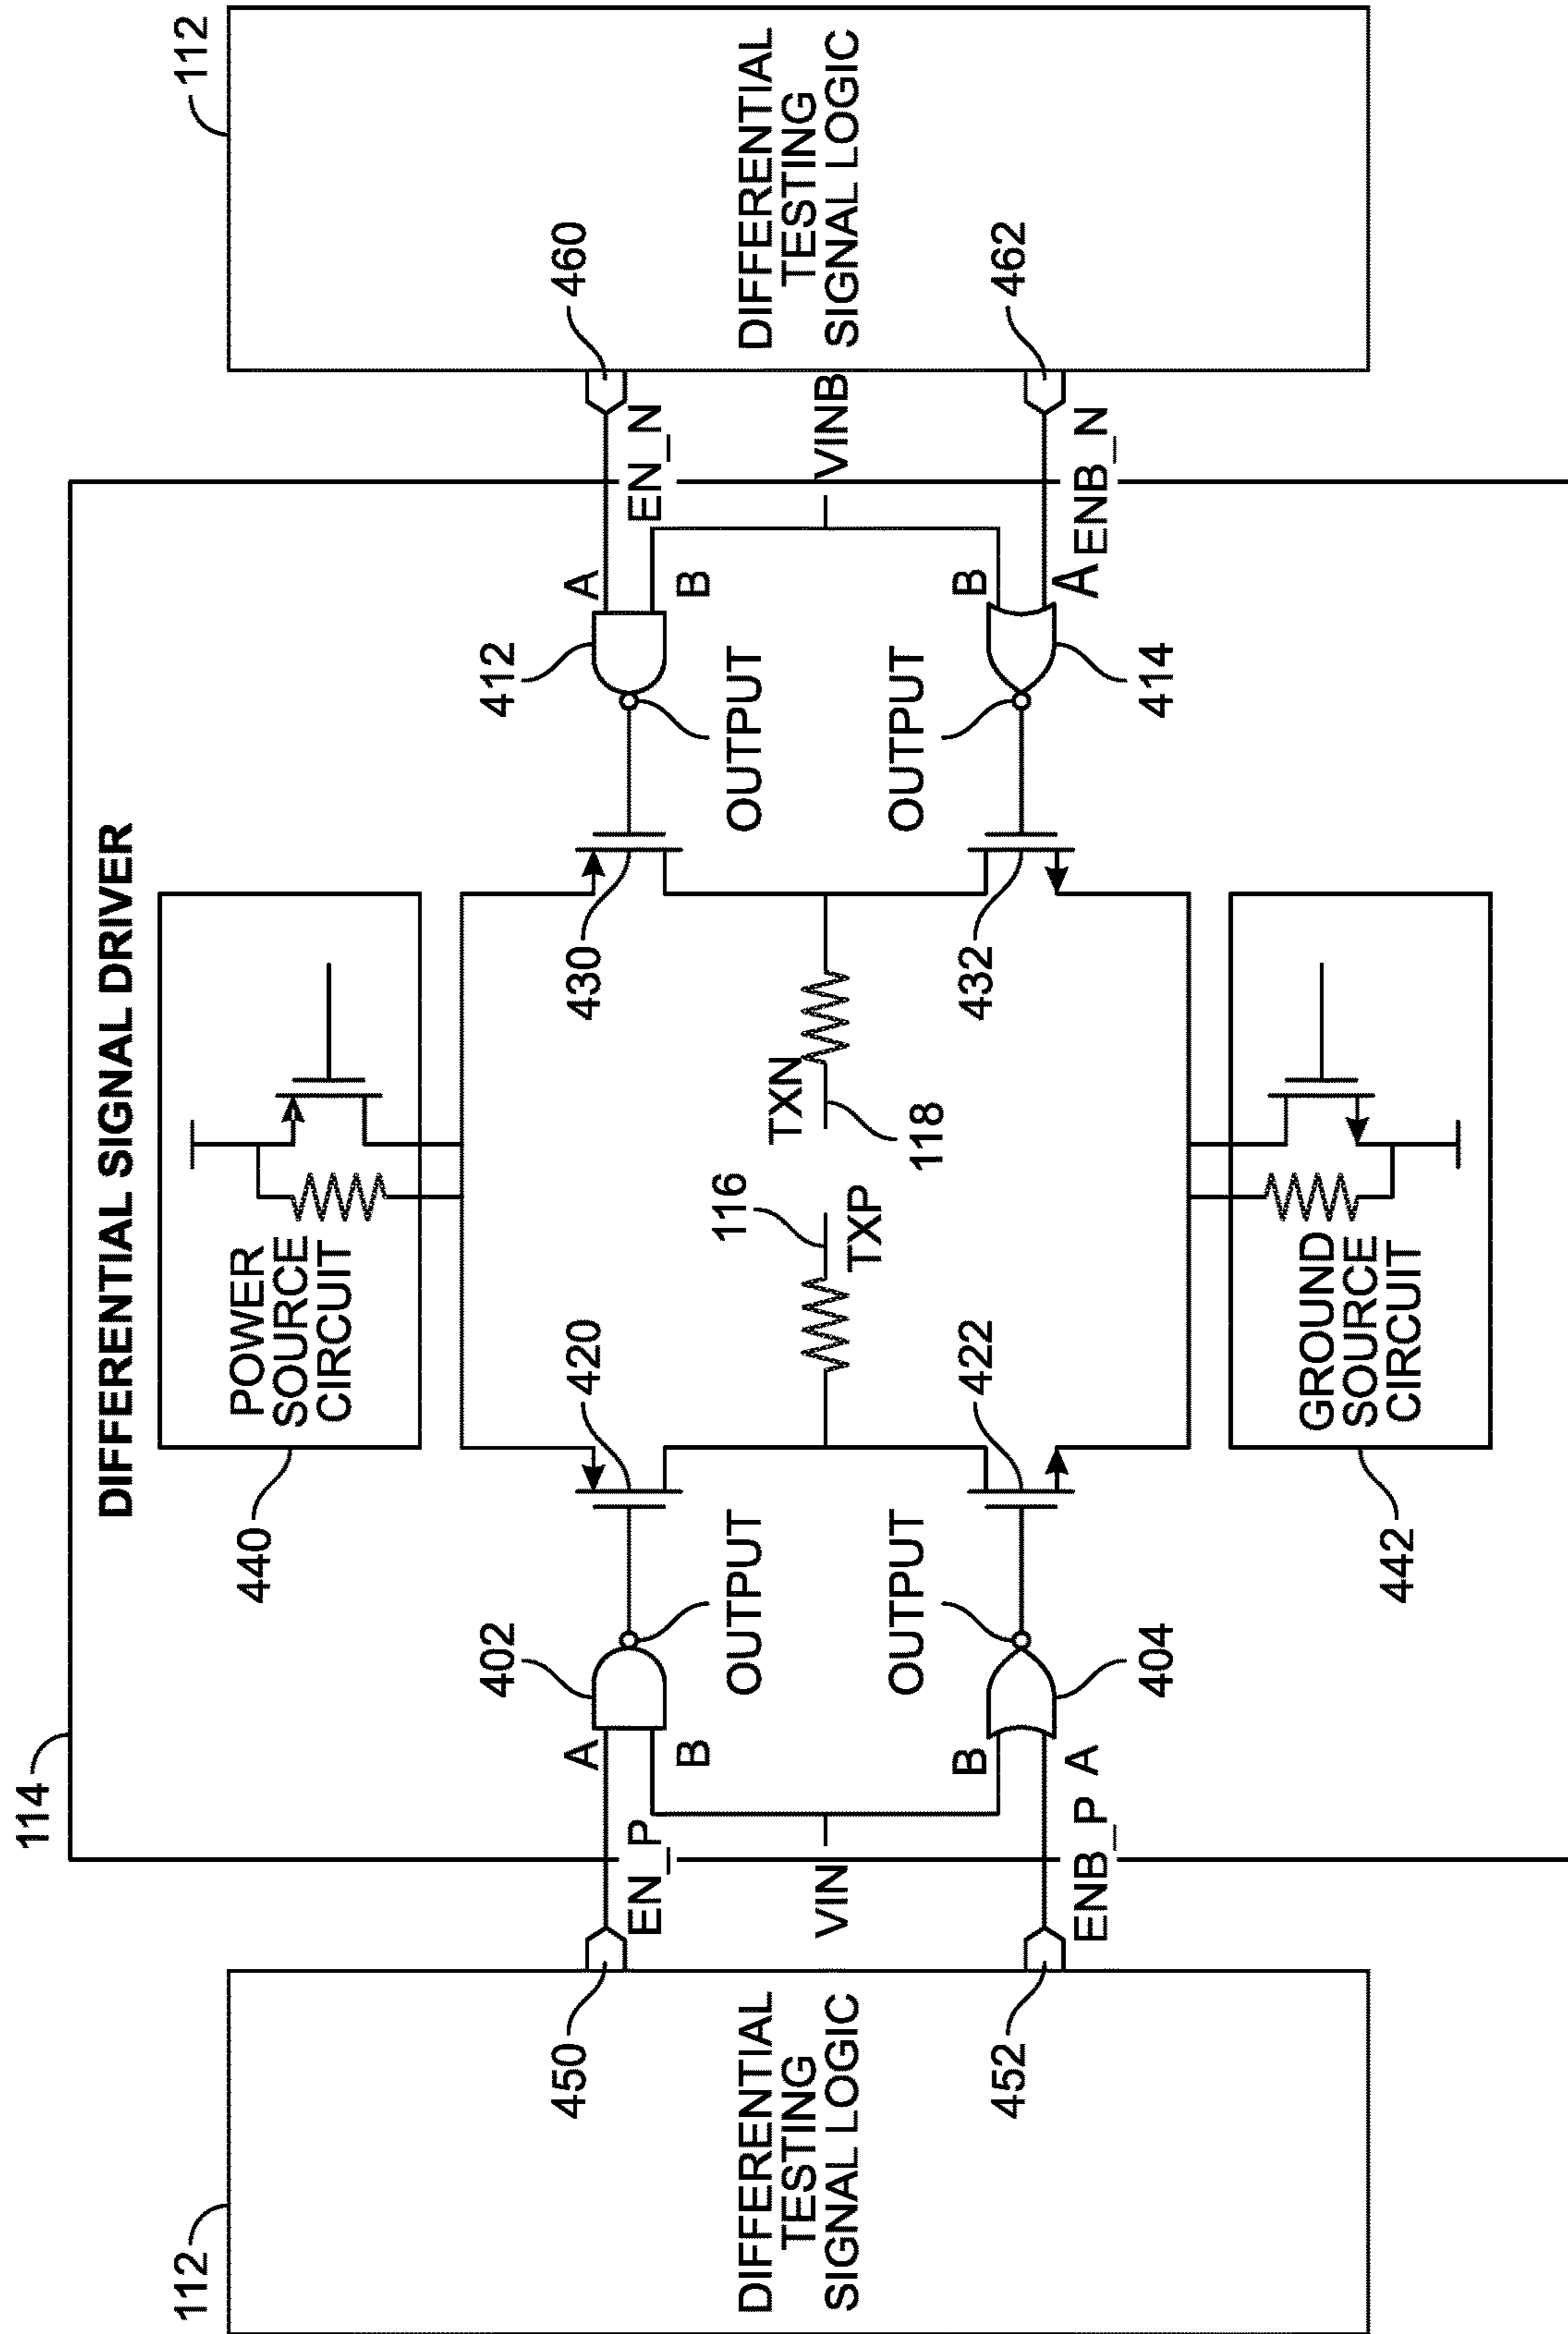 DIFFERENTIAL SIGNAL DRIVER
114
112
DIFFERENTIAL
TESTING
SIGNAL LOGIC
450
452
EN_P
VIN
ENB_P
A
B
B
A
402
404
OUTPUT
OUTPUT
440
POWER
SOURCE
CIRCUIT
420
422
116
TXP
TXN
118
442
GROUND
SOURCE
CIRCUIT
430
432
OUTPUT
OUTPUT
412
414
A
B
B
A
EN_N
VINB
ENB_N
460
462
112
DIFFERENTIAL
TESTING
SIGNAL LOGIC